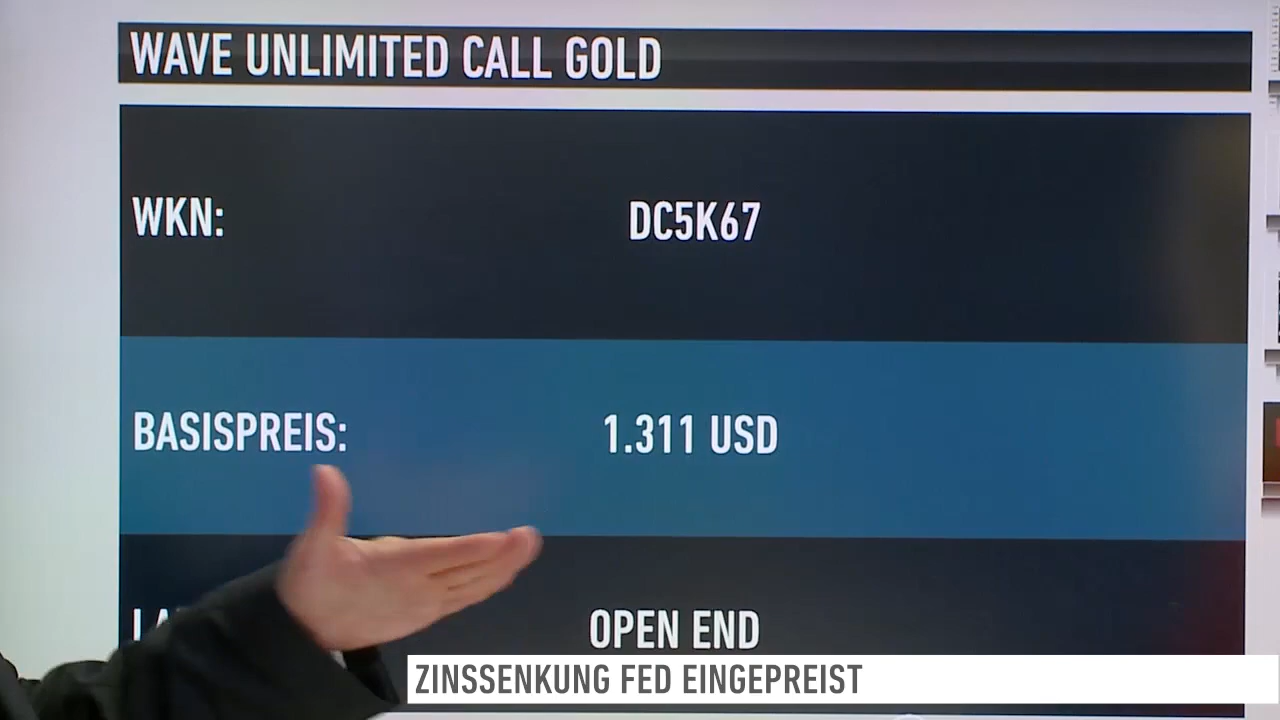 WAVE UNLIMITED CALL GOLD
WKN: DC5K67
BASISPREIS: 1.311 USD
OPEN END
ZINSSENKUNG FED EINGEPREIST